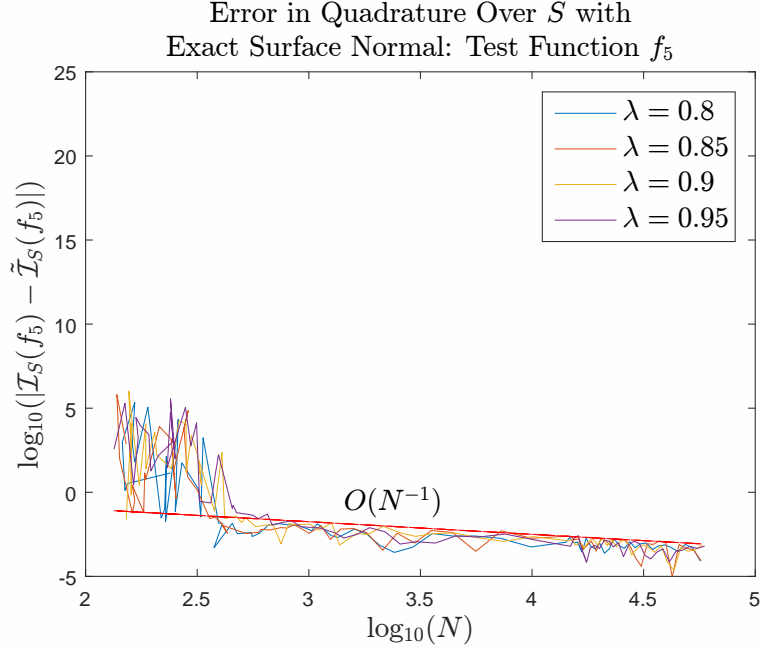 Error in Quadrature Over S with
Exact Surface Normal: Test Function f₅
log₁₀(|ℐ_S(f₅) − ℐ̃_S(f₅)|)
25
20
15
10
5
0
-5
λ = 0.8
λ = 0.85
λ = 0.9
λ = 0.95
O(N⁻¹)
2
2.5
3
3.5
4
4.5
5
log₁₀(N)